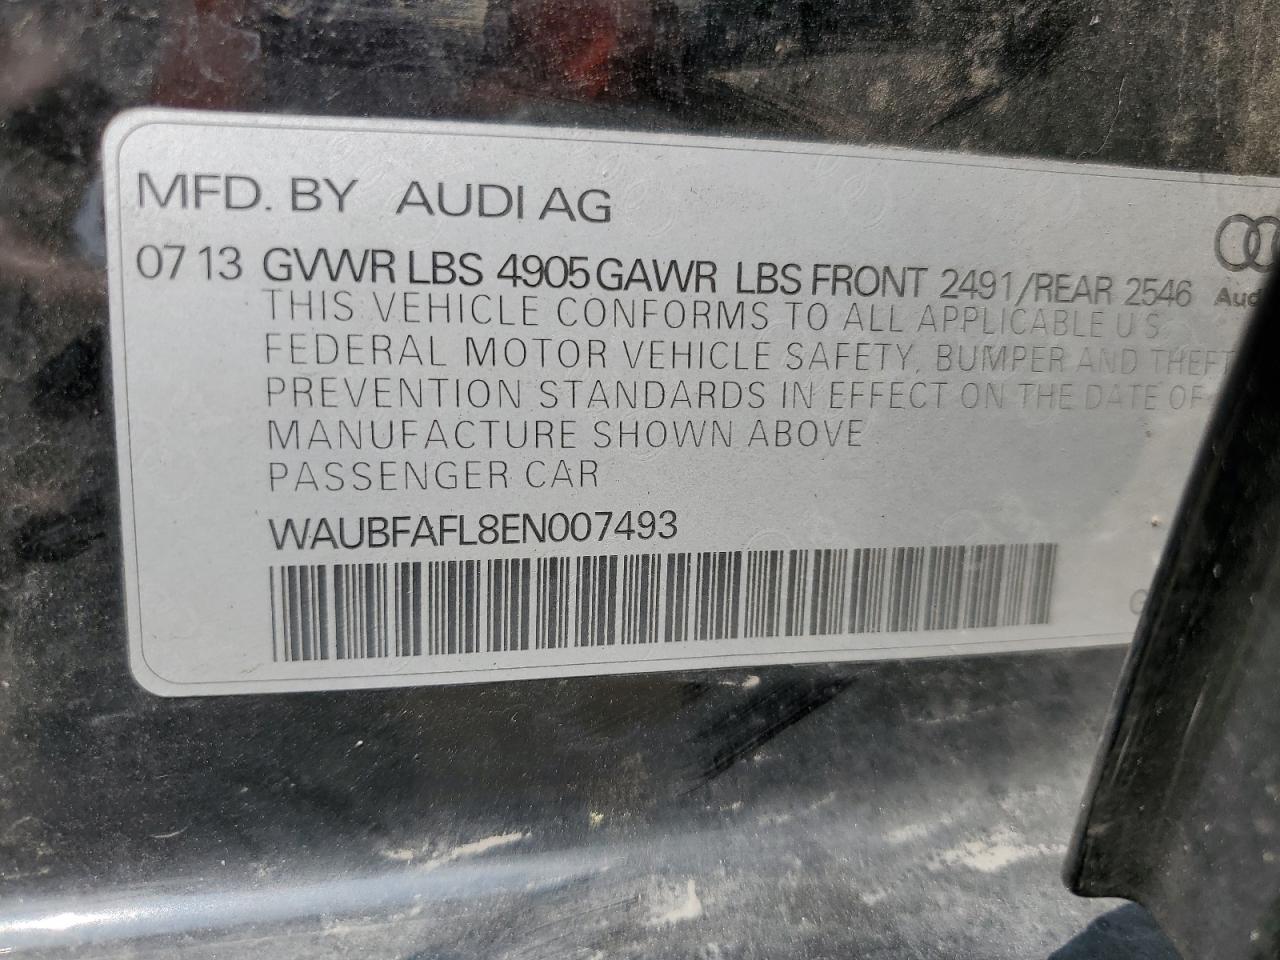 MFD. BY AUDI AG
07 13 GVWR LBS 4905 GAWR LBS FRONT 2491/REAR 2546
THIS VEHICLE CONFORMS TO ALL APPLICABLE U S
FEDERAL MOTOR VEHICLE SAFETY, BUMPER AND THEFT
PREVENTION STANDARDS IN EFFECT ON THE DATE OF
MANUFACTURE SHOWN ABOVE
PASSENGER CAR
WAUBFAFL8EN007493